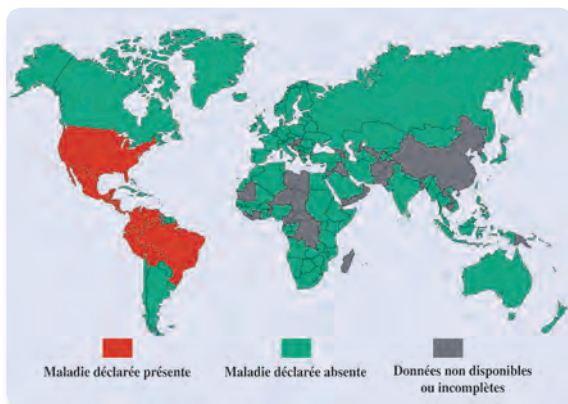 Maladie déclarée présente
Maladie déclarée absente
Données non disponibles
ou incomplètes